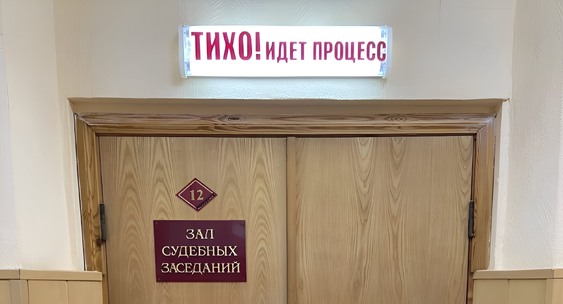 ТИХО! ИДЕТ ПРОЦЕСС
12
ЗАЛ
СУДЕБНЫХ
ЗАСЕДАНИЙ